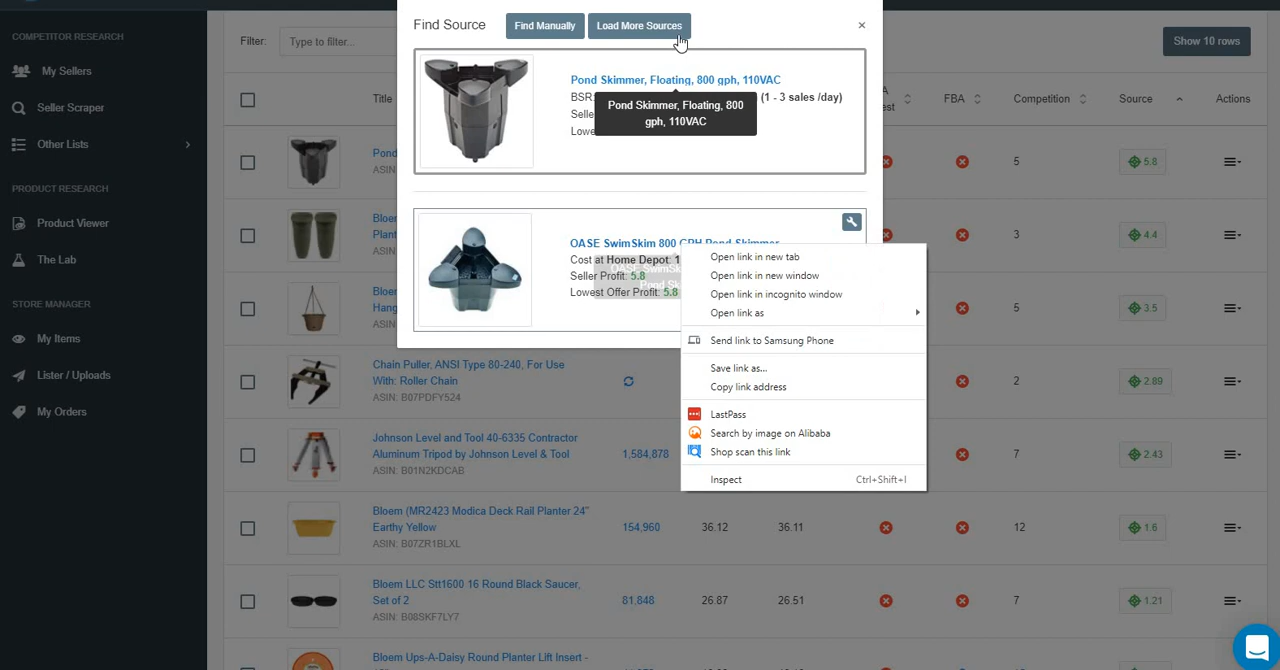 COMPETITOR RESEARCH
My Sellers
Seller Scraper
Other Lists
PRODUCT RESEARCH
Product Viewer
The Lab
STORE MANAGER
My Items
Lister / Uploads
My Orders
Filter:
Type to filter...
Show 10 rows
Title
FBA
Competition
Source
Actions
Find Source
Find Manually
Load More Sources
×
Pond Skimmer, Floating, 800 gph, 110VAC
BSR:
(1 - 3 sales /day)
Pond Skimmer, Floating, 800
gph, 110VAC
OASE SwimSkim 800 GPH Pond Skimmer
Cost at Home Depot: 1
Seller Profit: 5.8
Lowest Offer Profit: 5.8
Open link in new tab
Open link in new window
Open link in incognito window
Open link as
Send link to Samsung Phone
Save link as...
Copy link address
LastPass
Search by image on Alibaba
Shop scan this link
Inspect Ctrl+Shift+I
5 5.8
3 4.4
5 3.5
Chain Puller, ANSI Type 80-240, For Use
With: Roller Chain
ASIN: B07PDFY524
2 2.89
Johnson Level and Tool 40-6335 Contractor
Aluminum Tripod by Johnson Level & Tool
ASIN: B01N2KDCAB
1,584,878
7 2.43
Bloem (MR2423 Modica Deck Rail Planter 24"
Earthy Yellow
ASIN: B07ZR1BLXL
154,960 36.12 36.11 12 1.6
Bloem LLC Stt1600 16 Round Black Saucer,
Set of 2
ASIN: B08SKF7LY7
81,848 26.87 26.51 7 1.21
Bloem Ups-A-Daisy Round Planter Lift Insert -